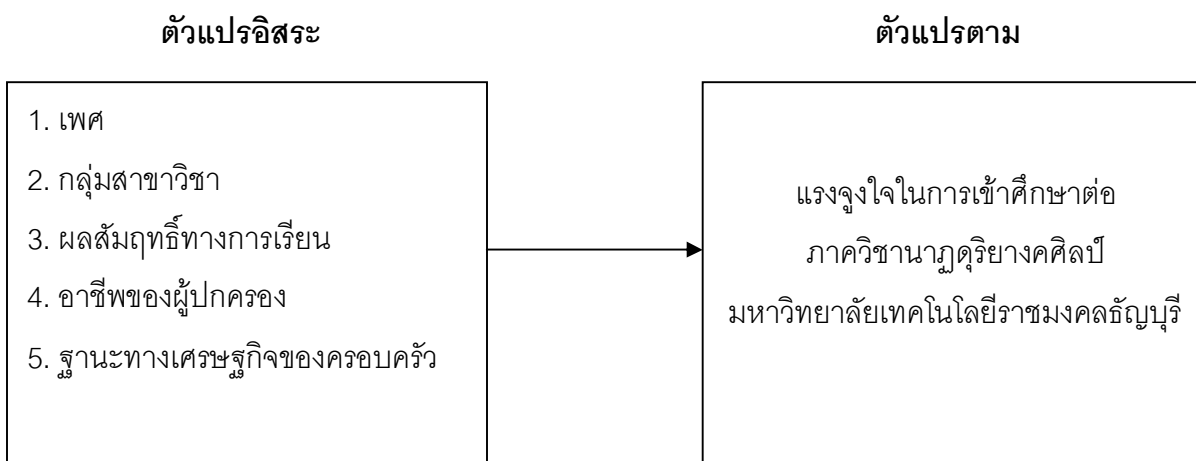 ตัวแปรอิสระ
ตัวแปรตาม
1. เพศ
2. กลุ่มสาขาวิชา
3. ผลสัมฤทธิ์ทางการเรียน
4. อาชีพของผู้ปกครอง
5. ฐานะทางเศรษฐกิจของครอบครัว
แรงจูงใจในการเข้าศึกษาต่อ
ภาควิชานาฏดุริยางคศิลป์
มหาวิทยาลัยเทคโนโลยีราชมงคลธัญบุรี